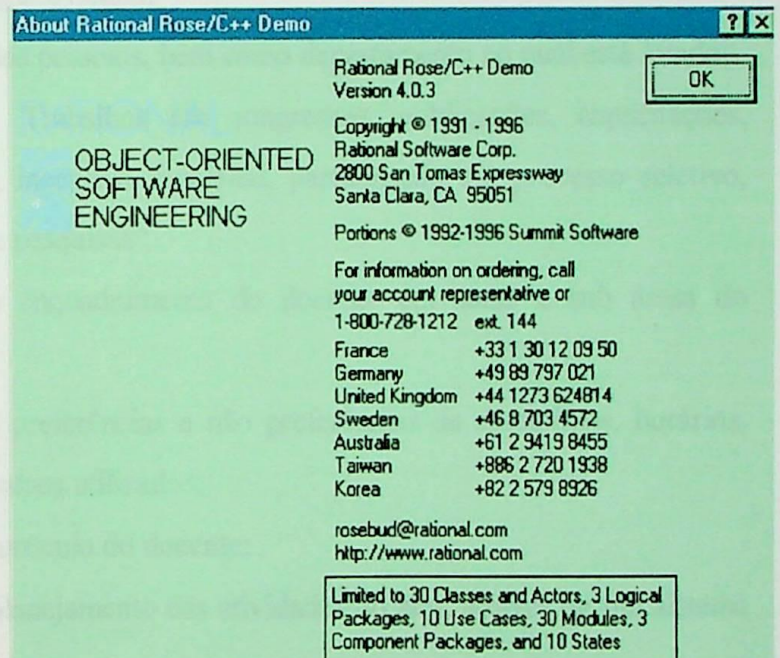 About Rational Rose/C++ Demo
? ×
Rational Rose/C++ Demo
Version 4.0.3
OK
Copyright © 1991 - 1996
Rational Software Corp.
2800 San Tomas Expressway
Santa Clara, CA 95051
OBJECT-ORIENTED
SOFTWARE
ENGINEERING
Portions © 1992-1996 Summit Software
For information on ordering, call
your account representative or
1-800-728-1212 ext. 144
France +33 1 30 12 09 50
Germany +49 89 797 021
United Kingdom +44 1273 624814
Sweden +46 8 703 4572
Australia +61 2 9419 8455
Taiwan +886 2 720 1938
Korea +82 2 579 8926
rosebud@rational.com
http://www.rational.com
Limited to 30 Classes and Actors, 3 Logical
Packages, 10 Use Cases, 30 Modules, 3
Component Packages, and 10 States